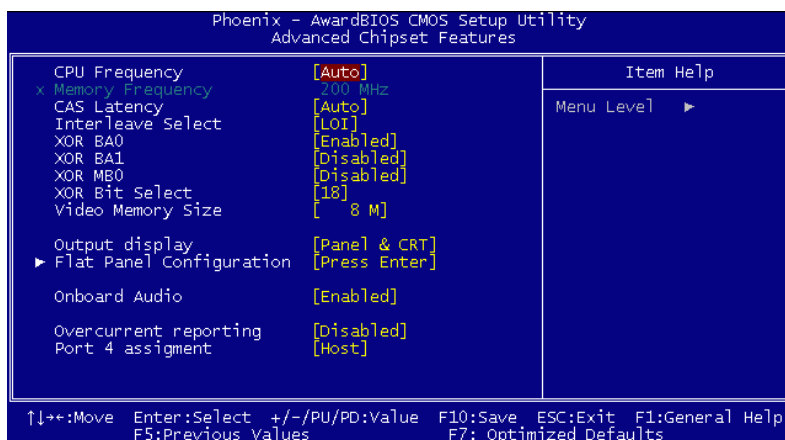 Phoenix - AwardBIOS CMOS Setup Utility
Advanced Chipset Features
CPU Frequency [Auto]
x Memory Frequency 200 MHz
CAS Latency [Auto]
Interleave Select [LOI]
XOR BA0 [Enabled]
XOR BA1 [Disabled]
XOR MB0 [Disabled]
XOR Bit Select [18]
Video Memory Size [ 8 M]
Output display [Panel & CRT]
▶ Flat Panel Configuration [Press Enter]
Onboard Audio [Enabled]
Overcurrent reporting [Disabled]
Port 4 assigment [Host]
Item Help
Menu Level ▶
↑↓→←:Move Enter:Select +/-/PU/PD:Value F10:Save ESC:Exit F1:General Help
F5:Previous Values F7: Optimized Defaults